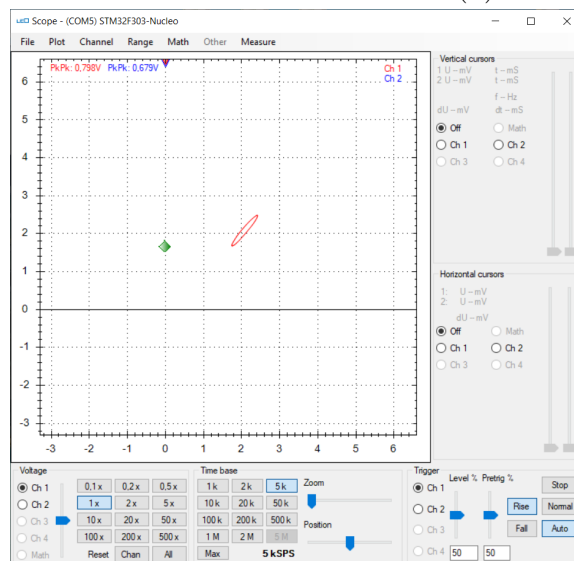 LEO Scope - (COM5) STM32F303-Nucleo
File Plot Channel Range Math Other Measure
PkPk: 0,798V PkPk: 0,679V Ch 1
Ch 2
6
5
4
3
2
1
0
-1
-2
-3
-3 -2 -1 0 1 2 3 4 5 6
Vertical cursors
1 U – mV t – mS
2 U – mV t – mS
f – Hz
dU – mV dt – mS
Off Math
Ch 1 Ch 2
Ch 3 Ch 4
Horizontal cursors
1: U – mV
2: U – mV
dU – mV
Off Math
Ch 1 Ch 2
Ch 3 Ch 4
Voltage
Ch 1 0,1 x 0,2 x 0,5 x
Ch 2 1 x 2 x 5 x
Ch 3 10 x 20 x 50 x
Ch 4 100 x 200 x 500 x
Math Reset Chan All
Time base
1 k 2 k 5 k Zoom
10 k 20 k 50 k
100 k 200 k 500 k Position
1 M 2 M 5 M
Max 5 kSPS
Trigger
Level % Pretrig %
Ch 1 Stop
Ch 2 Rise Normal
Ch 3 Fall Auto
Ch 4 50 50